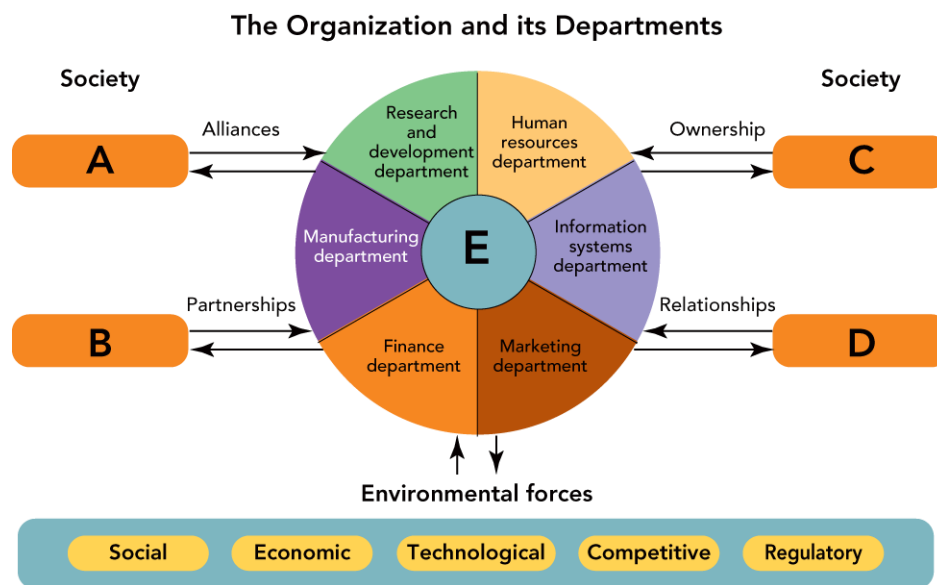 The Organization and its Departments
Society
Society
A
Alliances
Research
and
development
department
Human
resources
department
Ownership
C
Manufacturing
department
E
Information
systems
department
B
Partnerships
Finance
department
Marketing
department
Relationships
D
Environmental forces
Social
Economic
Technological
Competitive
Regulatory